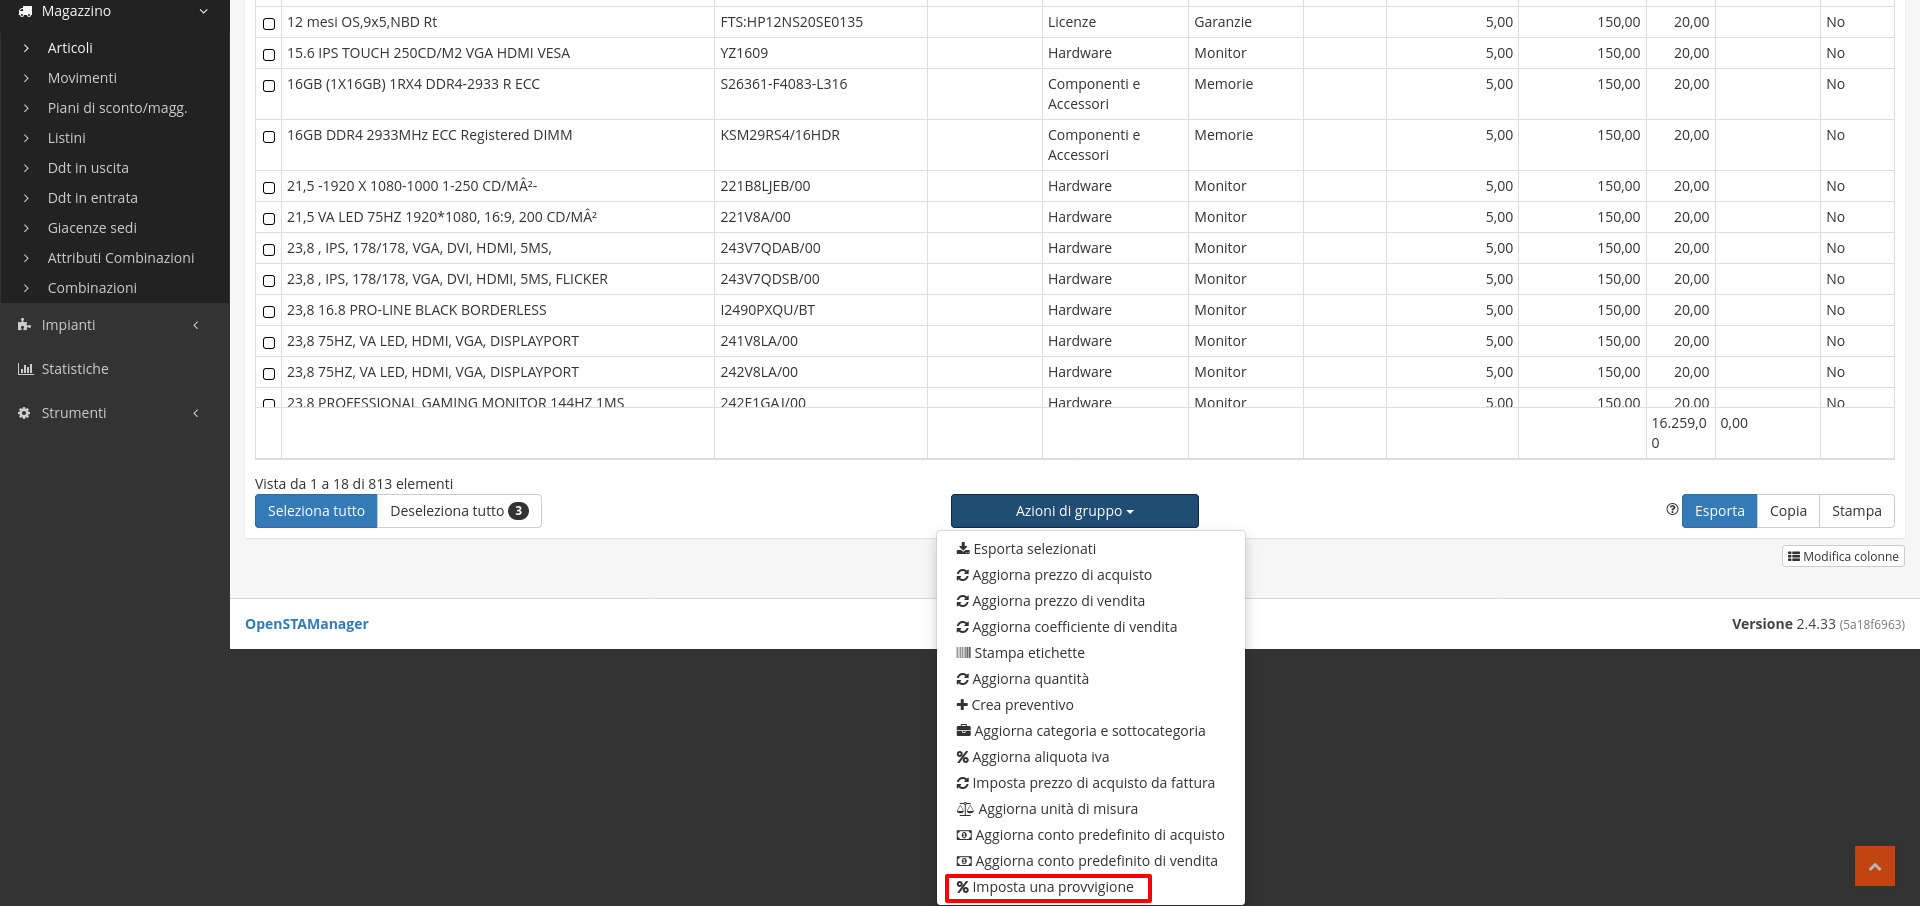 Magazzino
Articoli
Movimenti
Piani di sconto/magg.
Listini
Ddt in uscita
Ddt in entrata
Giacenze sedi
Attributi Combinazioni
Combinazioni
Impianti
Statistiche
Strumenti
12 mesi OS,9x5,NBD Rt FTS:HP12NS20SE0135 Licenze Garanzie 5,00 150,00 20,00 No
15.6 IPS TOUCH 250CD/M2 VGA HDMI VESA YZ1609 Hardware Monitor 5,00 150,00 20,00 No
16GB (1X16GB) 1RX4 DDR4-2933 R ECC S26361-F4083-L316 Componenti e Memorie 5,00 150,00 20,00 No
Accessori
16GB DDR4 2933MHz ECC Registered DIMM KSM29RS4/16HDR Componenti e Memorie 5,00 150,00 20,00 No
Accessori
21,5 -1920 X 1080-1000 1-250 CD/MÂ²- 221B8LJEB/00 Hardware Monitor 5,00 150,00 20,00 No
21,5 VA LED 75HZ 1920*1080, 16:9, 200 CD/MÂ² 221V8A/00 Hardware Monitor 5,00 150,00 20,00 No
23,8 , IPS, 178/178, VGA, DVI, HDMI, 5MS, 243V7QDAB/00 Hardware Monitor 5,00 150,00 20,00 No
23,8 , IPS, 178/178, VGA, DVI, HDMI, 5MS, FLICKER 243V7QDSB/00 Hardware Monitor 5,00 150,00 20,00 No
23,8 16.8 PRO-LINE BLACK BORDERLESS I2490PXQU/BT Hardware Monitor 5,00 150,00 20,00 No
23,8 75HZ, VA LED, HDMI, VGA, DISPLAYPORT 241V8LA/00 Hardware Monitor 5,00 150,00 20,00 No
23,8 75HZ, VA LED, HDMI, VGA, DISPLAYPORT 242V8LA/00 Hardware Monitor 5,00 150,00 20,00 No
23,8 PROFESSIONAL GAMING MONITOR 144HZ 1MS 242E1GAJ/00 Hardware Monitor 5,00 150,00 20,00 No
16.259,0 0,00
0
Vista da 1 a 18 di 813 elementi
Seleziona tutto Deseleziona tutto 3 Azioni di gruppo Esporta Copia Stampa
Modifica colonne
Esporta selezionati
Aggiorna prezzo di acquisto
Aggiorna prezzo di vendita
Aggiorna coefficiente di vendita
Stampa etichette
Aggiorna quantità
Crea preventivo
Aggiorna categoria e sottocategoria
Aggiorna aliquota iva
Imposta prezzo di acquisto da fattura
Aggiorna unità di misura
Aggiorna conto predefinito di acquisto
Aggiorna conto predefinito di vendita
Imposta una provvigione
OpenSTAManager Versione 2.4.33 (5a18f6963)